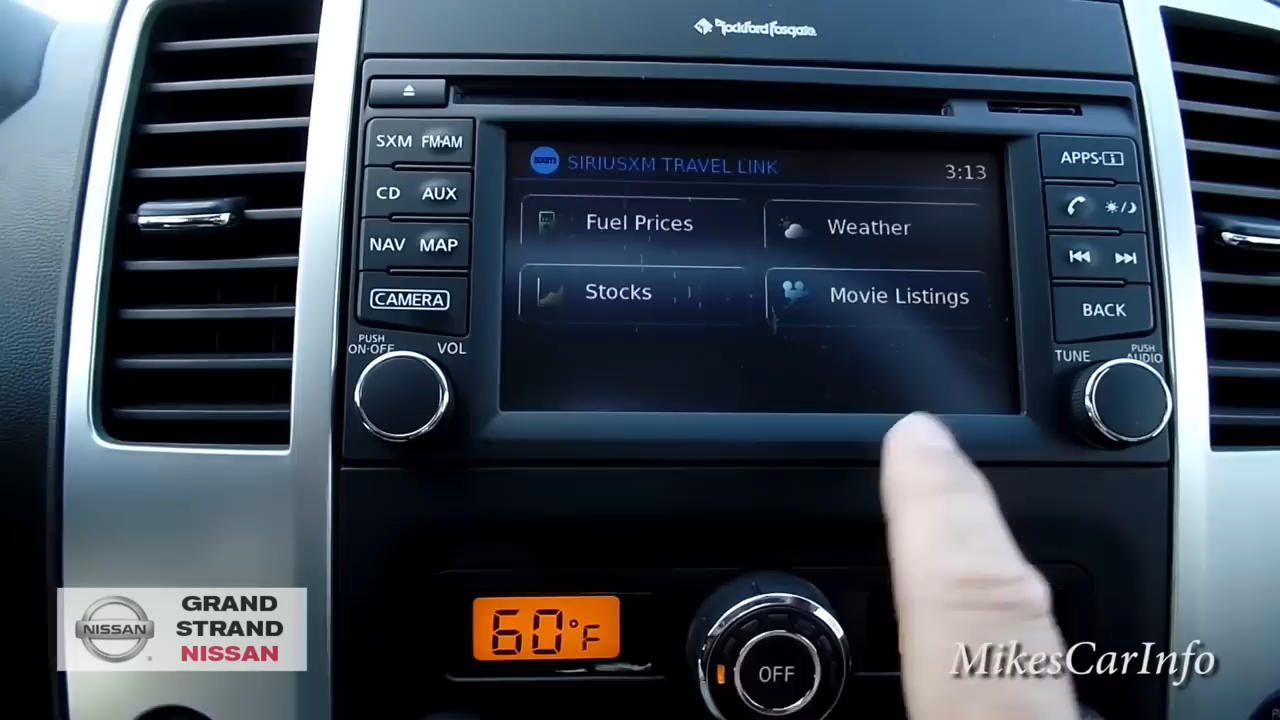 Rockford Fosgate
SXM FM·AM
CD AUX
NAV MAP
CAMERA
PUSH
ON·OFF VOL
sxm SIRIUSXM TRAVEL LINK 3:13
Fuel Prices Weather
Stocks Movie Listings
APPS·i
BACK
TUNE PUSH
AUDIO
60°F
OFF
NISSAN
GRAND
STRAND
NISSAN
MikesCarInfo